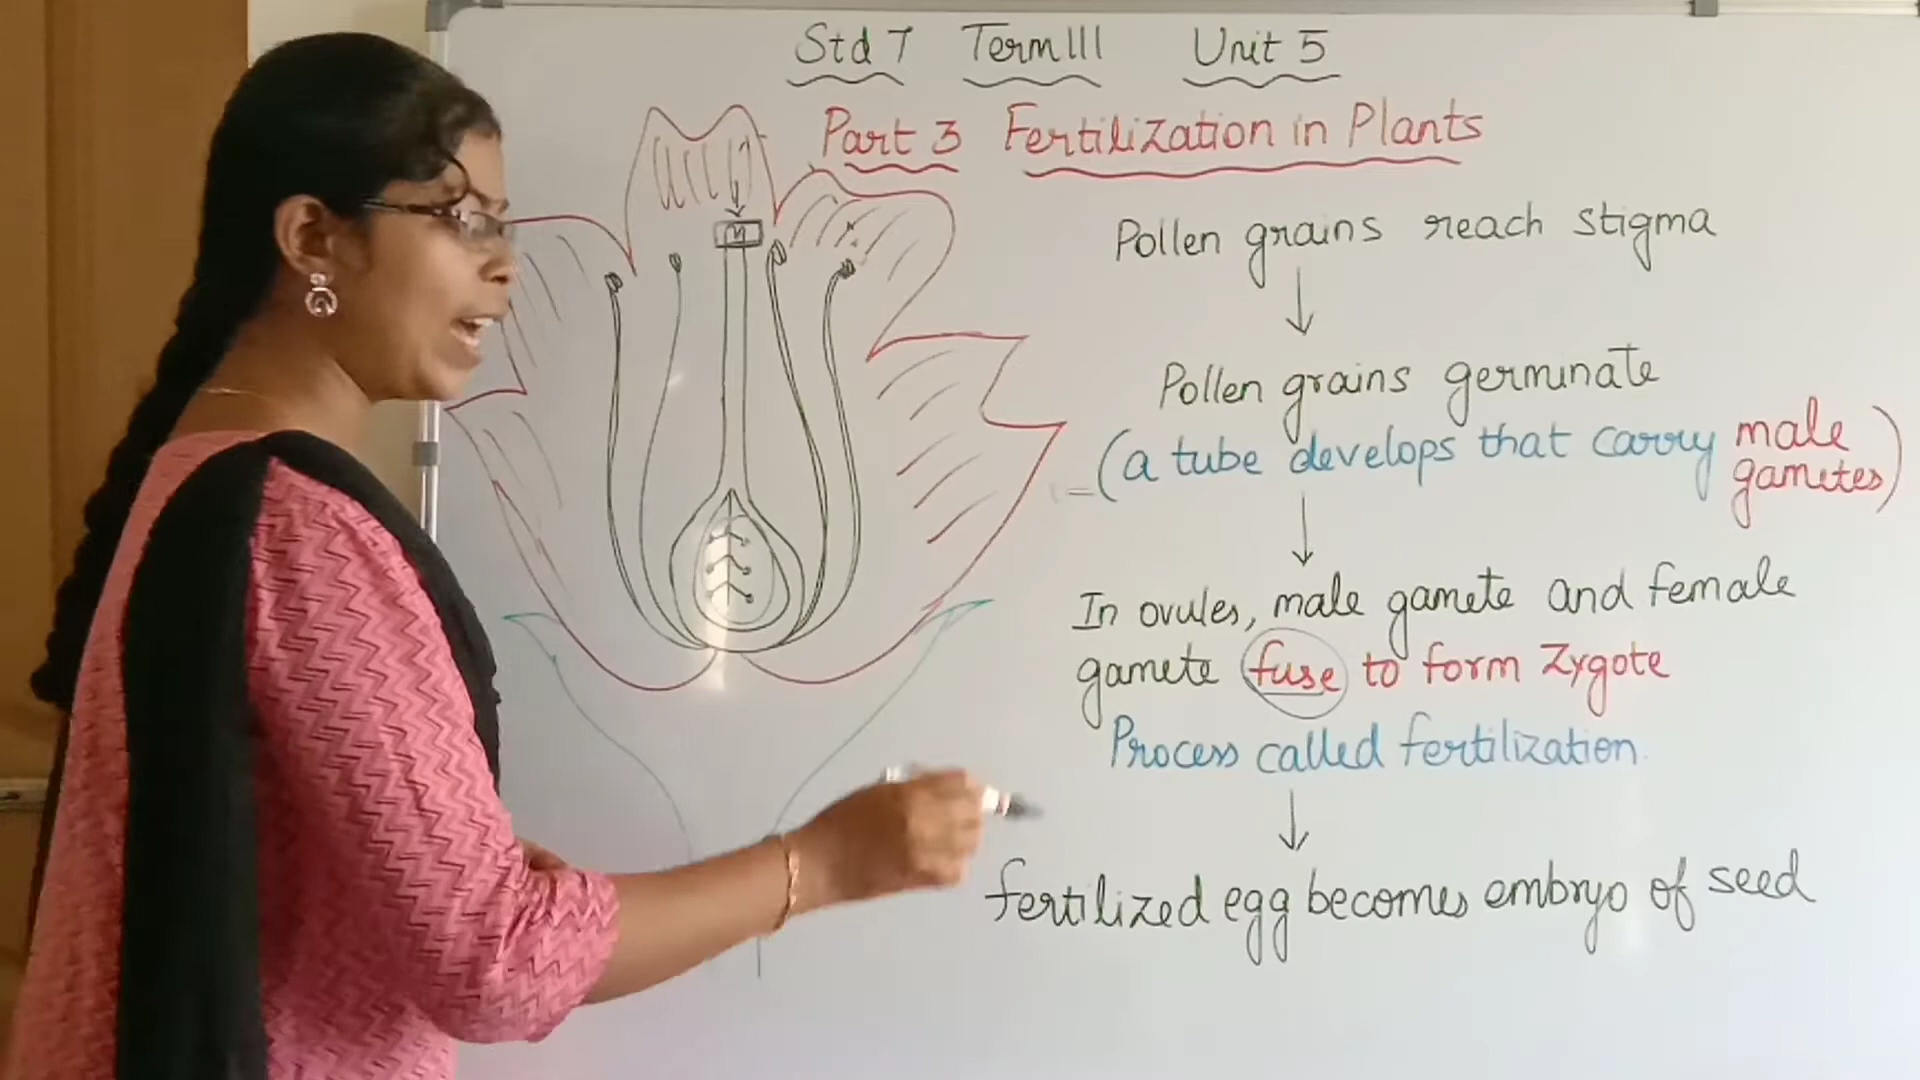 Std 7 Term III Unit 5
Part 3 Fertilization in Plants
Pollen grains reach stigma
Pollen grains germinate
(a tube develops that carry male
gametes)
In ovules, male gamete and female
gamete fuse to form Zygote
Process called fertilization.
fertilized egg becomes embryo of seed